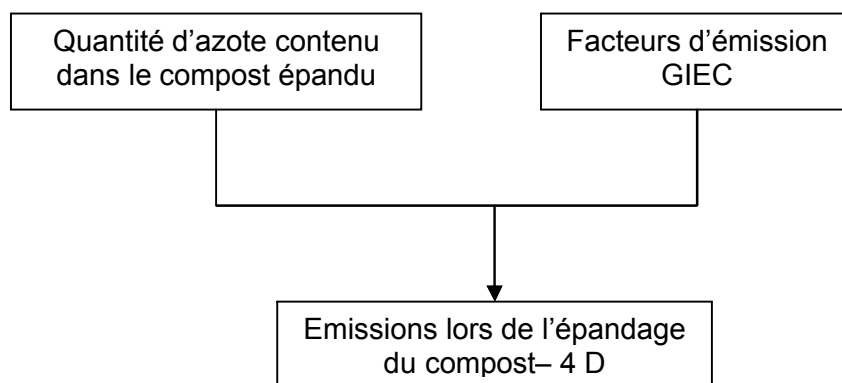 Quantité d’azote contenu
dans le compost épandu
Facteurs d’émission
GIEC
Emissions lors de l’épandage
du compost– 4 D